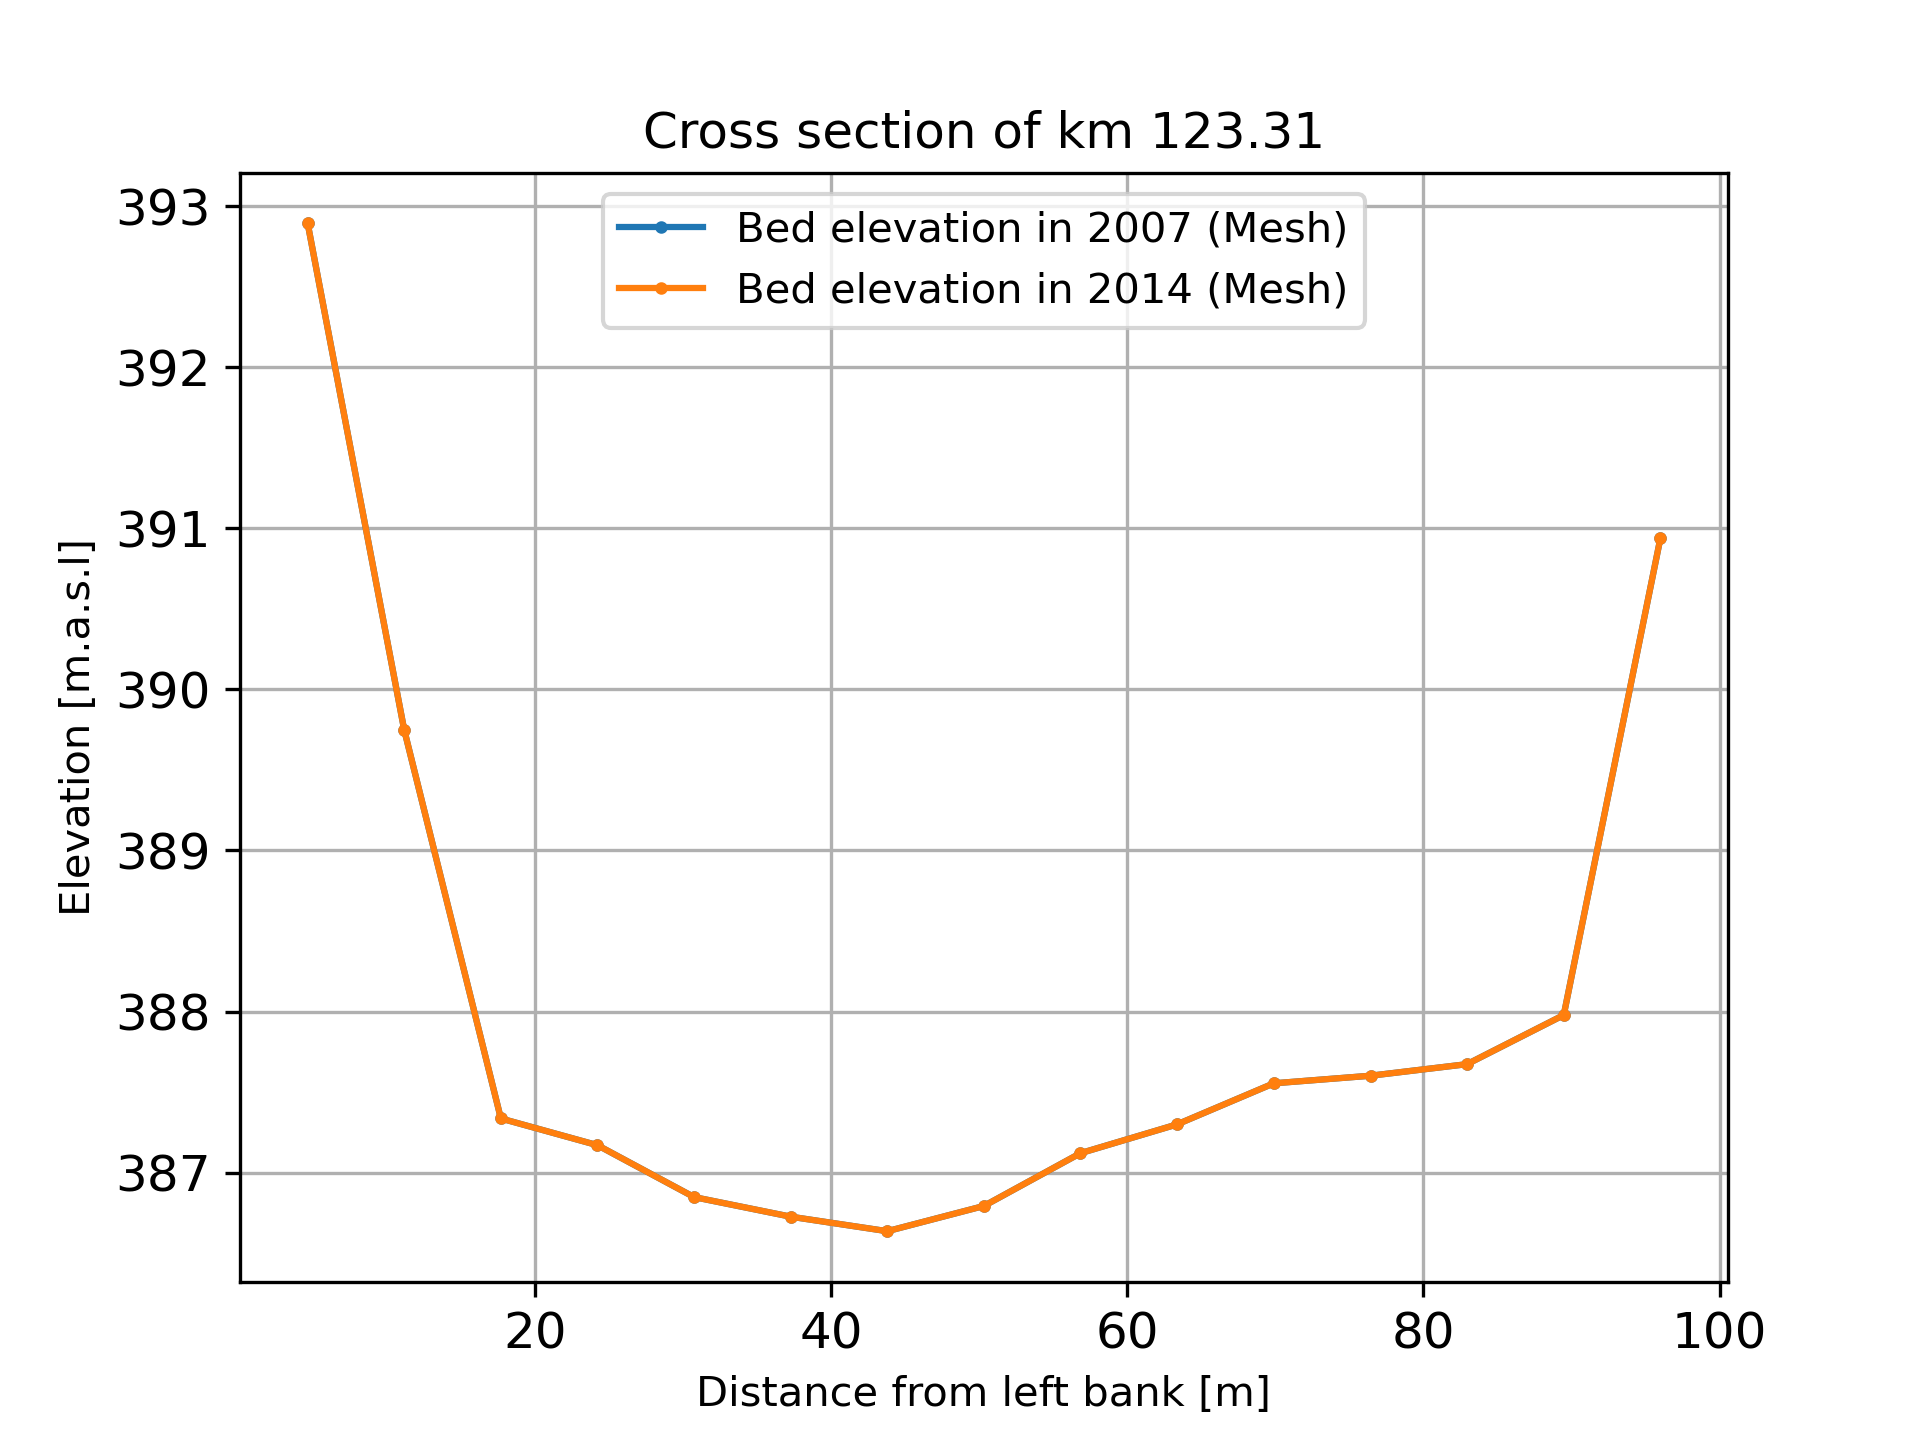 Cross section of km 123.31
Bed elevation in 2007 (Mesh)
Bed elevation in 2014 (Mesh)
393
392
391
390
389
388
387
Elevation [m.a.s.l]
20 40 60 80 100
Distance from left bank [m]